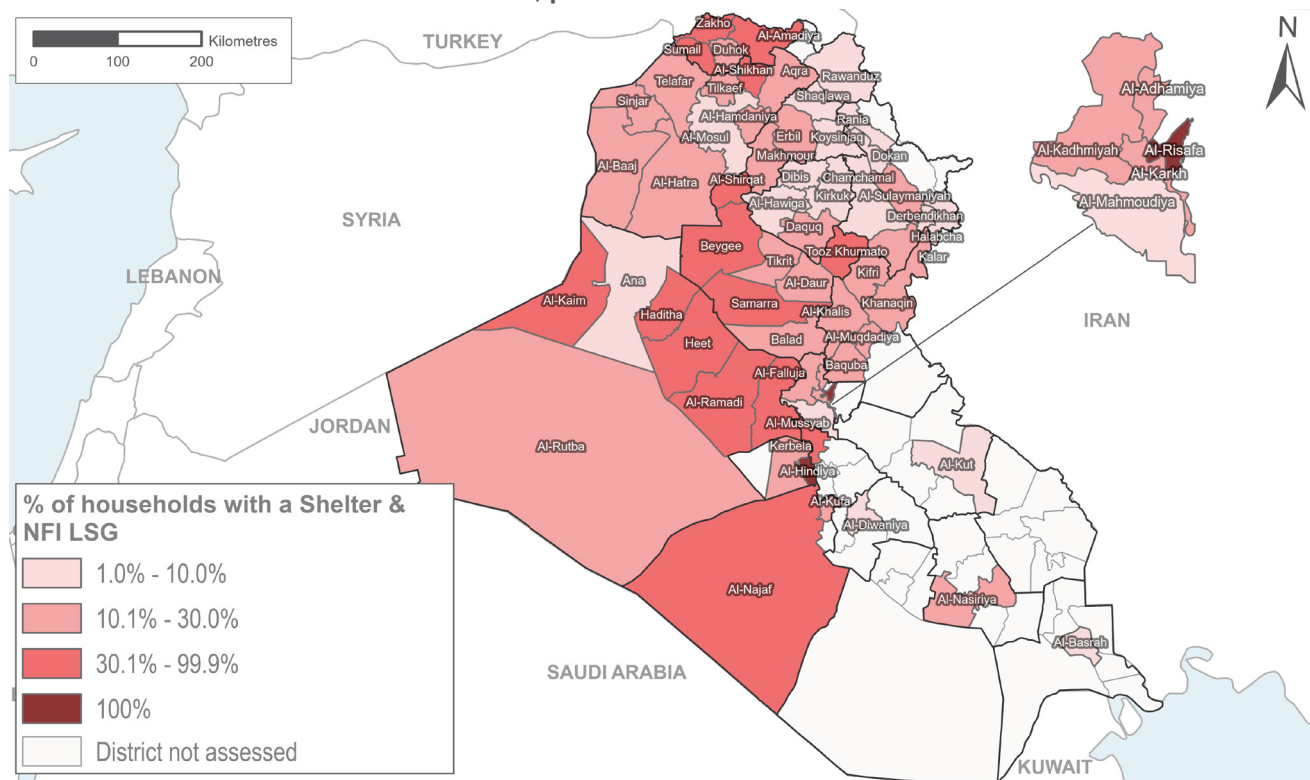 Kilometres
0 100 200
N
TURKEY
SYRIA
LEBANON
JORDAN
IRAN
SAUDI ARABIA
KUWAIT
Zakho
Al-Amadiya
Sumail
Duhok
Al-Shikhan
Aqra
Rawanduz
Telafar
Tilkaef
Shaqlawa
Sinjar
Al-Hamdaniya
Rania
Al-Mosul
Erbil
Koysinjaq
Makhmour
Dokan
Al-Baaj
Al-Hatra
Al-Shirqat
Dibis
Chamchamal
Kirkuk
Al-Sulaymaniyah
Al-Hawiga
Derbendikhan
Daquq
Halabcha
Beygee
Tooz Khurmato
Kalar
Tikrit
Kifri
Ana
Al-Daur
Al-Kaim
Haditha
Samarra
Khanaqin
Al-Khalis
Heet
Balad
Al-Muqdadiya
Baquba
Al-Falluja
Al-Ramadi
Al-Mussyab
Al-Rutba
Kerbela
Al-Hindiya
Al-Kut
Al-Kufa
Al-Diwaniya
Al-Najaf
Al-Nasiriya
Al-Basrah
Al-Adhamiya
Al-Kadhmiyah
Al-Risafa
Al-Karkh
Al-Mahmoudiya
% of households with a Shelter &
NFI LSG
1.0% - 10.0%
10.1% - 30.0%
30.1% - 99.9%
100%
District not assessed